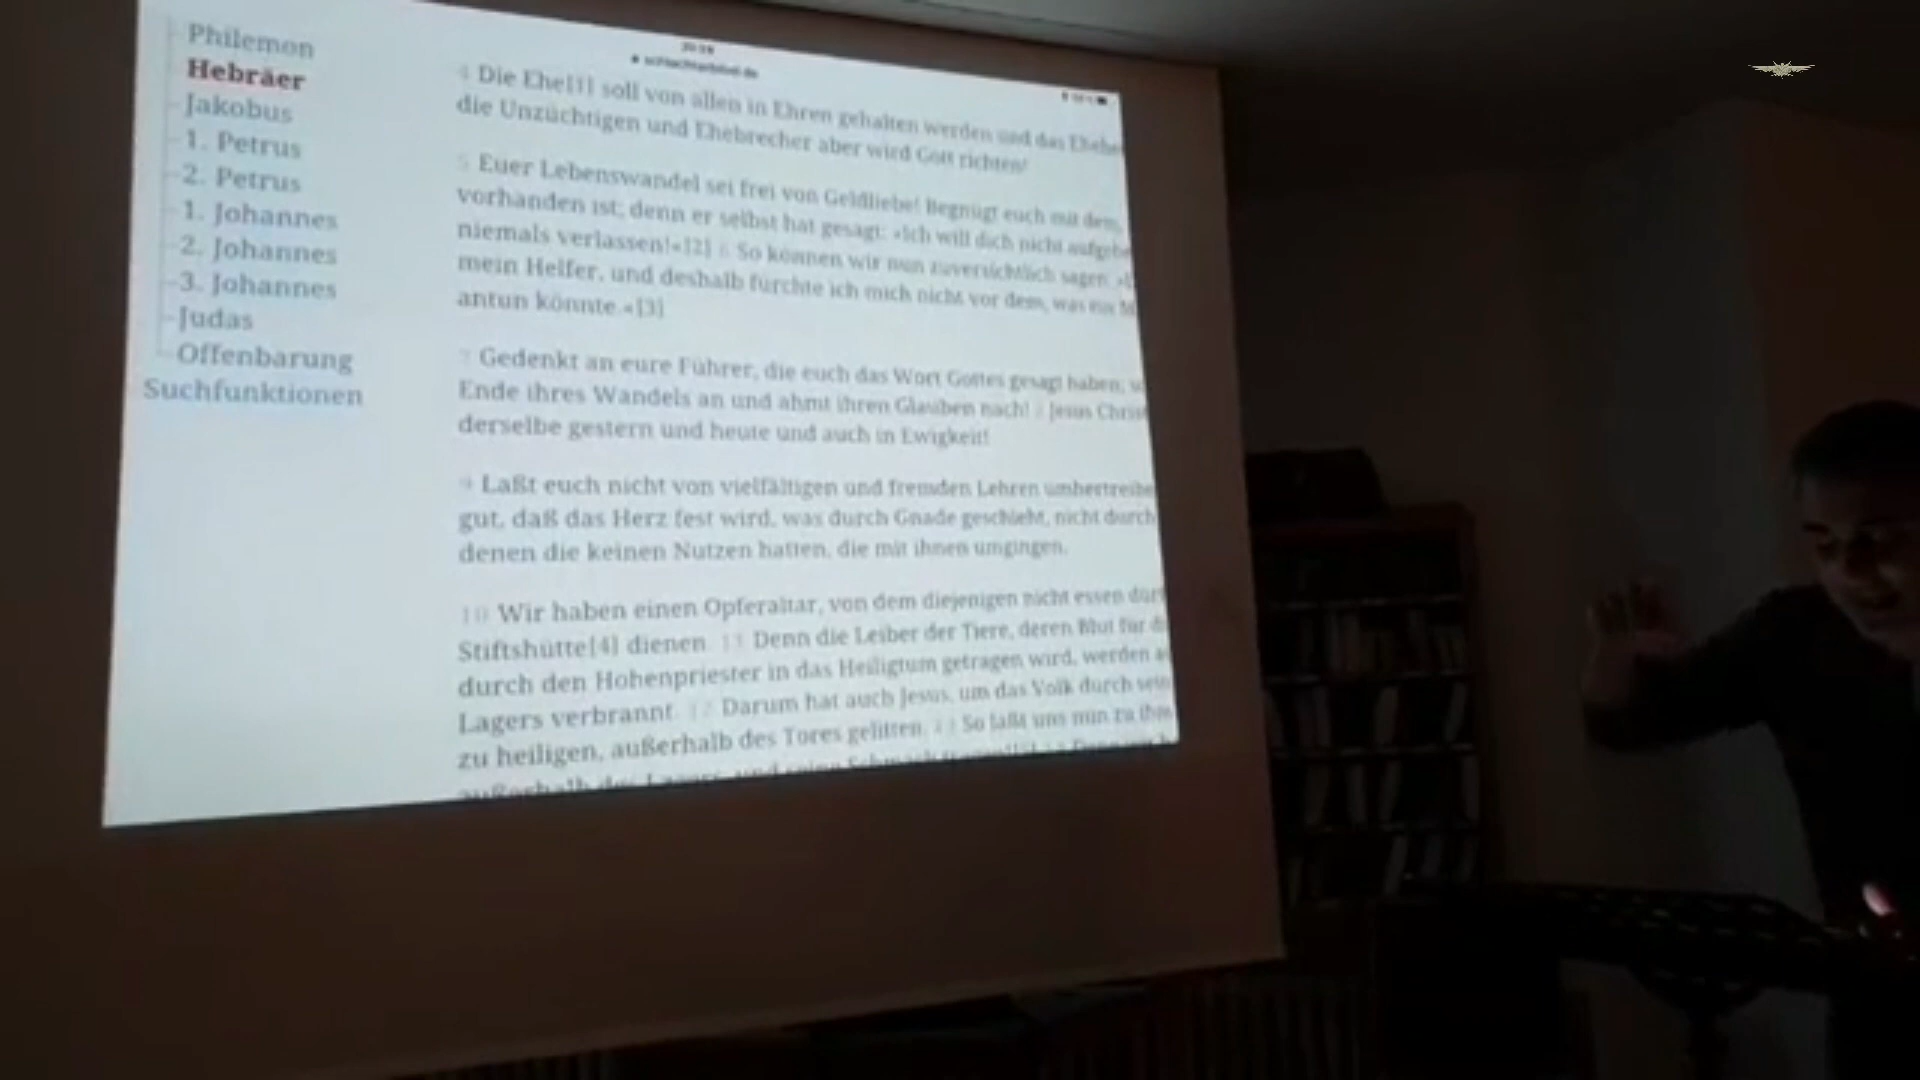 Philemon
Hebräer
Jakobus
1. Petrus
2. Petrus
1. Johannes
2. Johannes
3. Johannes
Judas
Offenbarung
Suchfunktionen
4 Die Ehe[1] soll von allen in Ehren gehalten werden und das
die Unzüchtigen und Ehebrecher aber wird Gott richten!
5 Euer Lebenswandel sei frei von Geldliebe! Begnügt euch mit dem,
vorhanden ist; denn er selbst hat gesagt: »Ich will dich nicht
niemals verlassen!«[2] 6 So können wir nun zuversichtlich sagen:
mein Helfer, und deshalb fürchte ich mich nicht vor dem, was mir
antun könnte.«[3]
7 Gedenkt an eure Führer, die euch das Wort Gottes gesagt haben;
Ende ihres Wandels an und ahmt ihren Glauben nach! 8 Jesus
derselbe gestern und heute und auch in Ewigkeit!
9 Laßt euch nicht von vielfältigen und fremden Lehren
gut, daß das Herz fest wird, was durch Gnade geschieht, nicht durch
denen die keinen Nutzen hatten, die mit ihnen umgingen.
10 Wir haben einen Opferaltar, von dem diejenigen nicht essen
Stiftshütte[4] dienen. 11 Denn die Leiber der Tiere, deren Blut für
durch den Hohenpriester in das Heiligtum getragen wird, werden
Lagers verbrannt. 12 Darum hat auch Jesus, um das Volk durch
zu heiligen, außerhalb des Tores gelitten. 13 So laßt uns nun zu
außerhalb des Lagers und seine Schmach